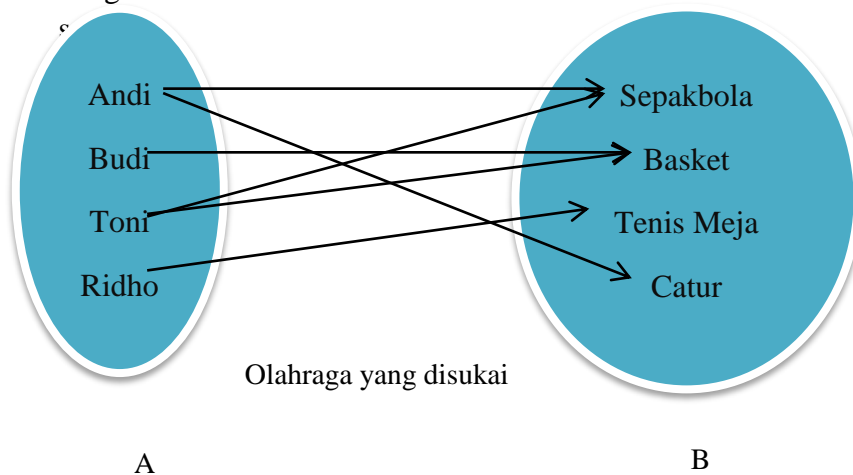 Andi
Budi
Toni
Ridho
Sepakbola
Basket
Tenis Meja
Catur
Olahraga yang disukai
A
B